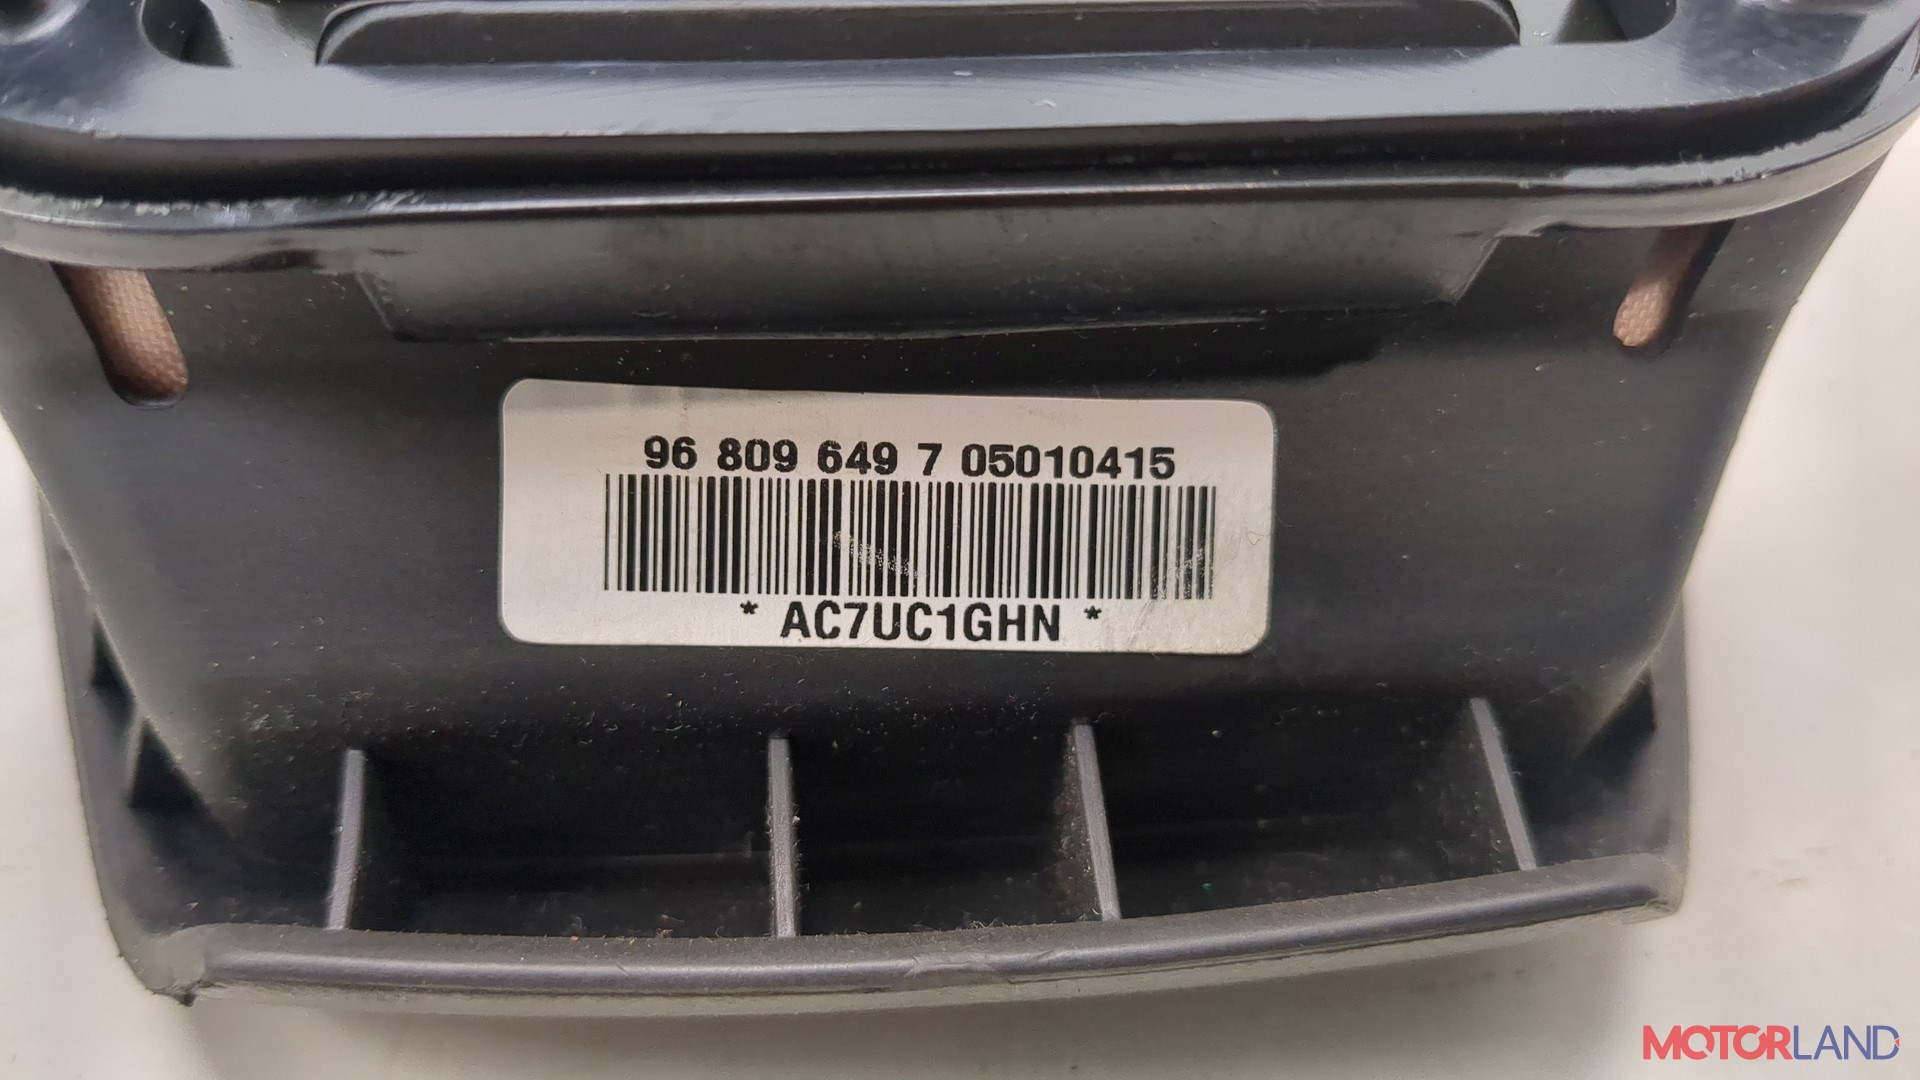 96 809 649 7 05010415
* AC7UC1GHN *
MOTORLAND